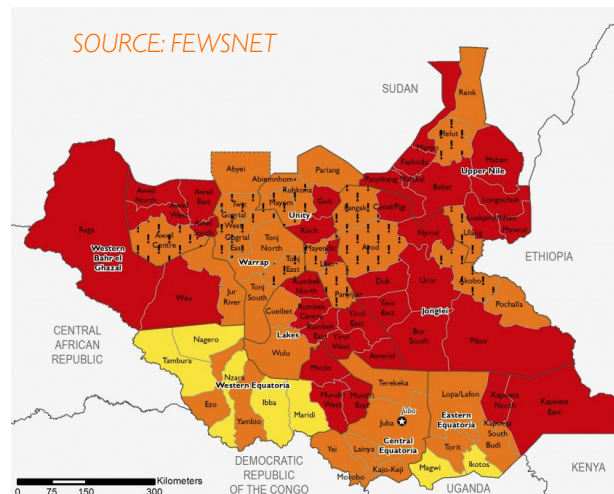 SOURCE: FEWSNET
SUDAN
Renk
Melut
Manyo
Fashoda
Maban
Upper Nile
Abyei
Pariang
Panyikang
Malakal
Baliet
Abiemnhom
Rubkona
Longochuk
Awell
North
Awell
East
Awell
West
Twic
Mayom
Guit
Fangak
Canal/Pigi
Maiwut
Gogrial
West
Unity
Awell
South
Ulang
Raga
Awell
Centre
Gogrial
East
Tonj
North
Koch
Nyirol
ETHIOPIA
Western
Bahr el
Ghazal
Warrap
Mayendit
Ayod
Tonj
East
Leer
Akobo
Wau
Jur
River
Tonj
South
Rumbek
North
Panyijiar
Duk
Uror
Pochalla
Cueibet
Rumbek
Centre
Yirol
East
Twic
East
Jonglei
CENTRAL
AFRICAN
REPUBLIC
Nagero
Lakes
Rumbek
East
Yirol
West
Bor
South
Pibor
Tambura
Wulu
Awerial
Nzara
Mvolo
Western Equatoria
Terekeka
Ezo
Yambio
Ibba
Maridi
Mundri
West
Mundri
East
Lopa/Lafon
Kapoeta
North
Kapoeta
East
Juba
Juba
Eastern
Equatoria
Kapoeta
South
Yei
Lainya
Central
Equatoria
Torit
Budi
Morobo
Kajo-Keji
Magwi
Ikotos
Kilometers
0
75
150
300
DEMOCRATIC
REPUBLIC
OF THE CONGO
UGANDA
KENYA